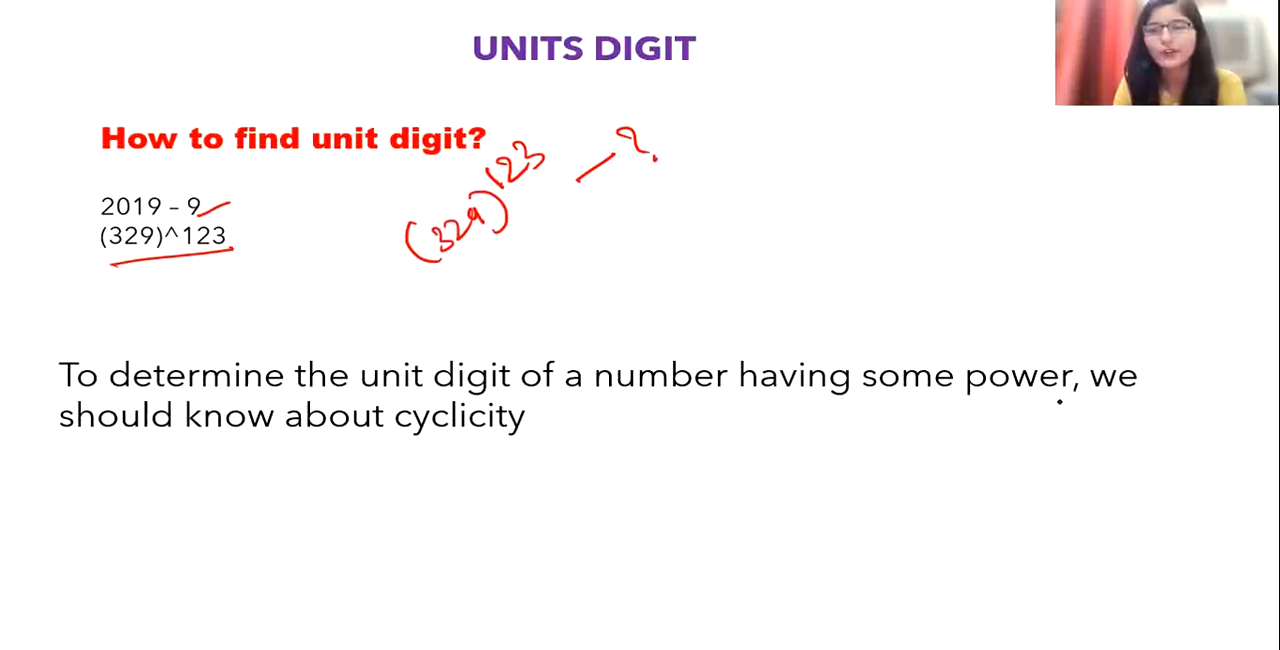 UNITS DIGIT
How to find unit digit?
2019 – 9
(329)^123
(329)123 – ?
To determine the unit digit of a number having some power, we
should know about cyclicity